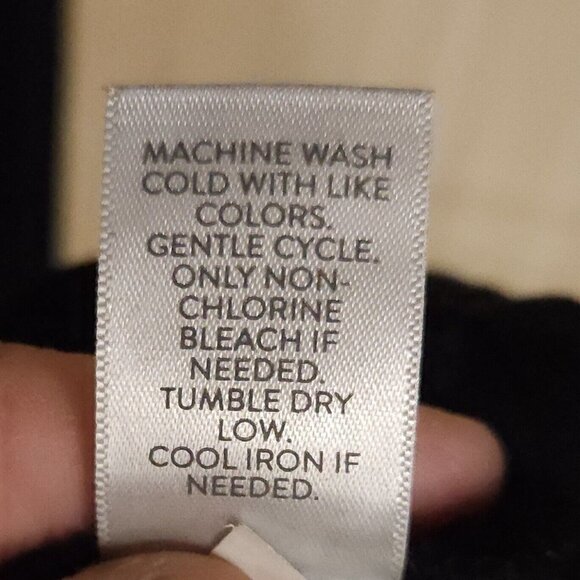 MACHINE WASH
COLD WITH LIKE
COLORS.
GENTLE CYCLE.
ONLY NON-
CHLORINE
BLEACH IF
NEEDED.
TUMBLE DRY
LOW.
COOL IRON IF
NEEDED.